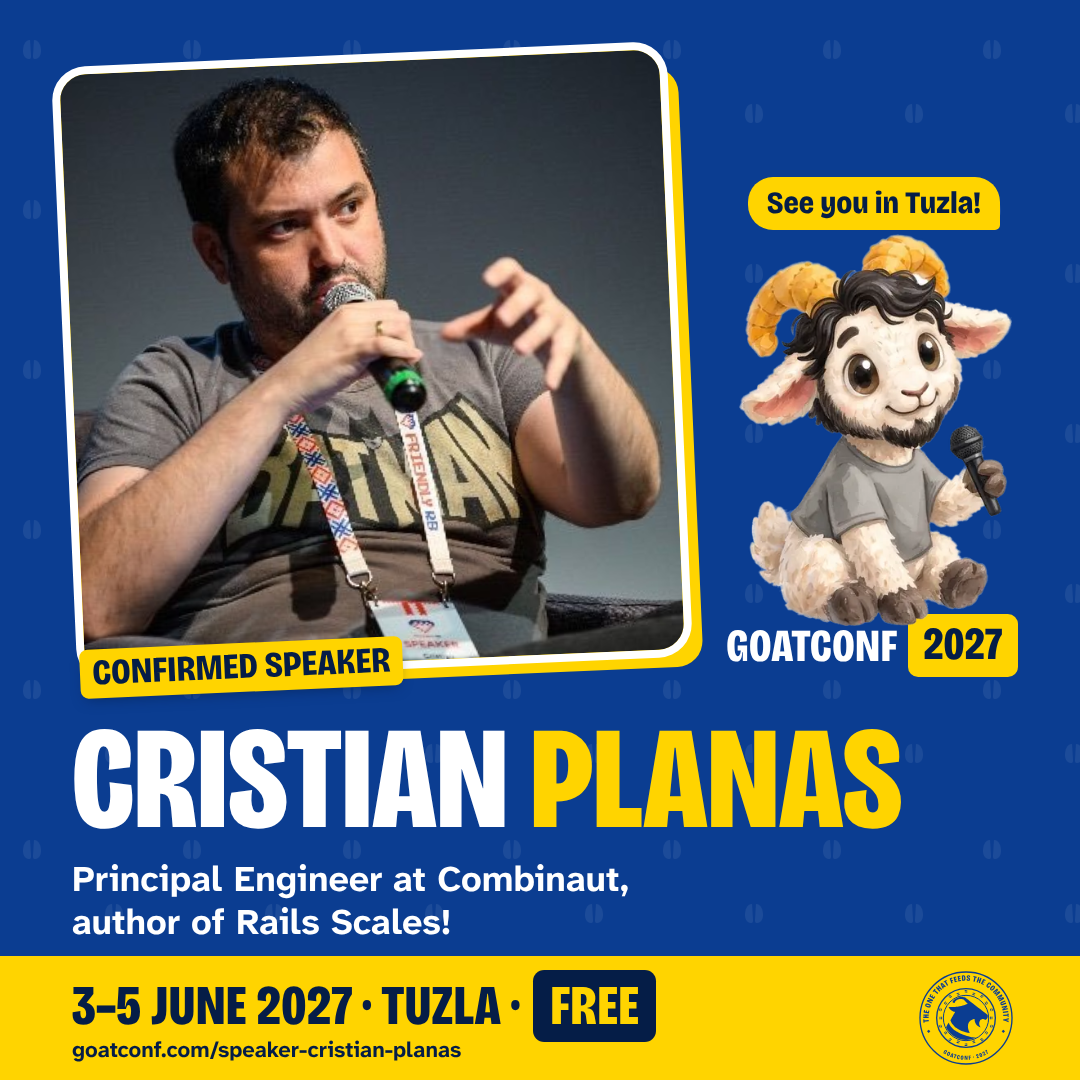 See you in Tuzla!
BATMAN
FRIENDLY RB
SPEAKER
CONFIRMED SPEAKER
GOATCONF 2027
CRISTIAN PLANAS
Principal Engineer at Combinaut,
author of Rails Scales!
3–5 JUNE 2027 · TUZLA · FREE
goatconf.com/speaker-cristian-planas
THE ONE THAT FEEDS THE COMMUNITY
GOATCONF · 2027